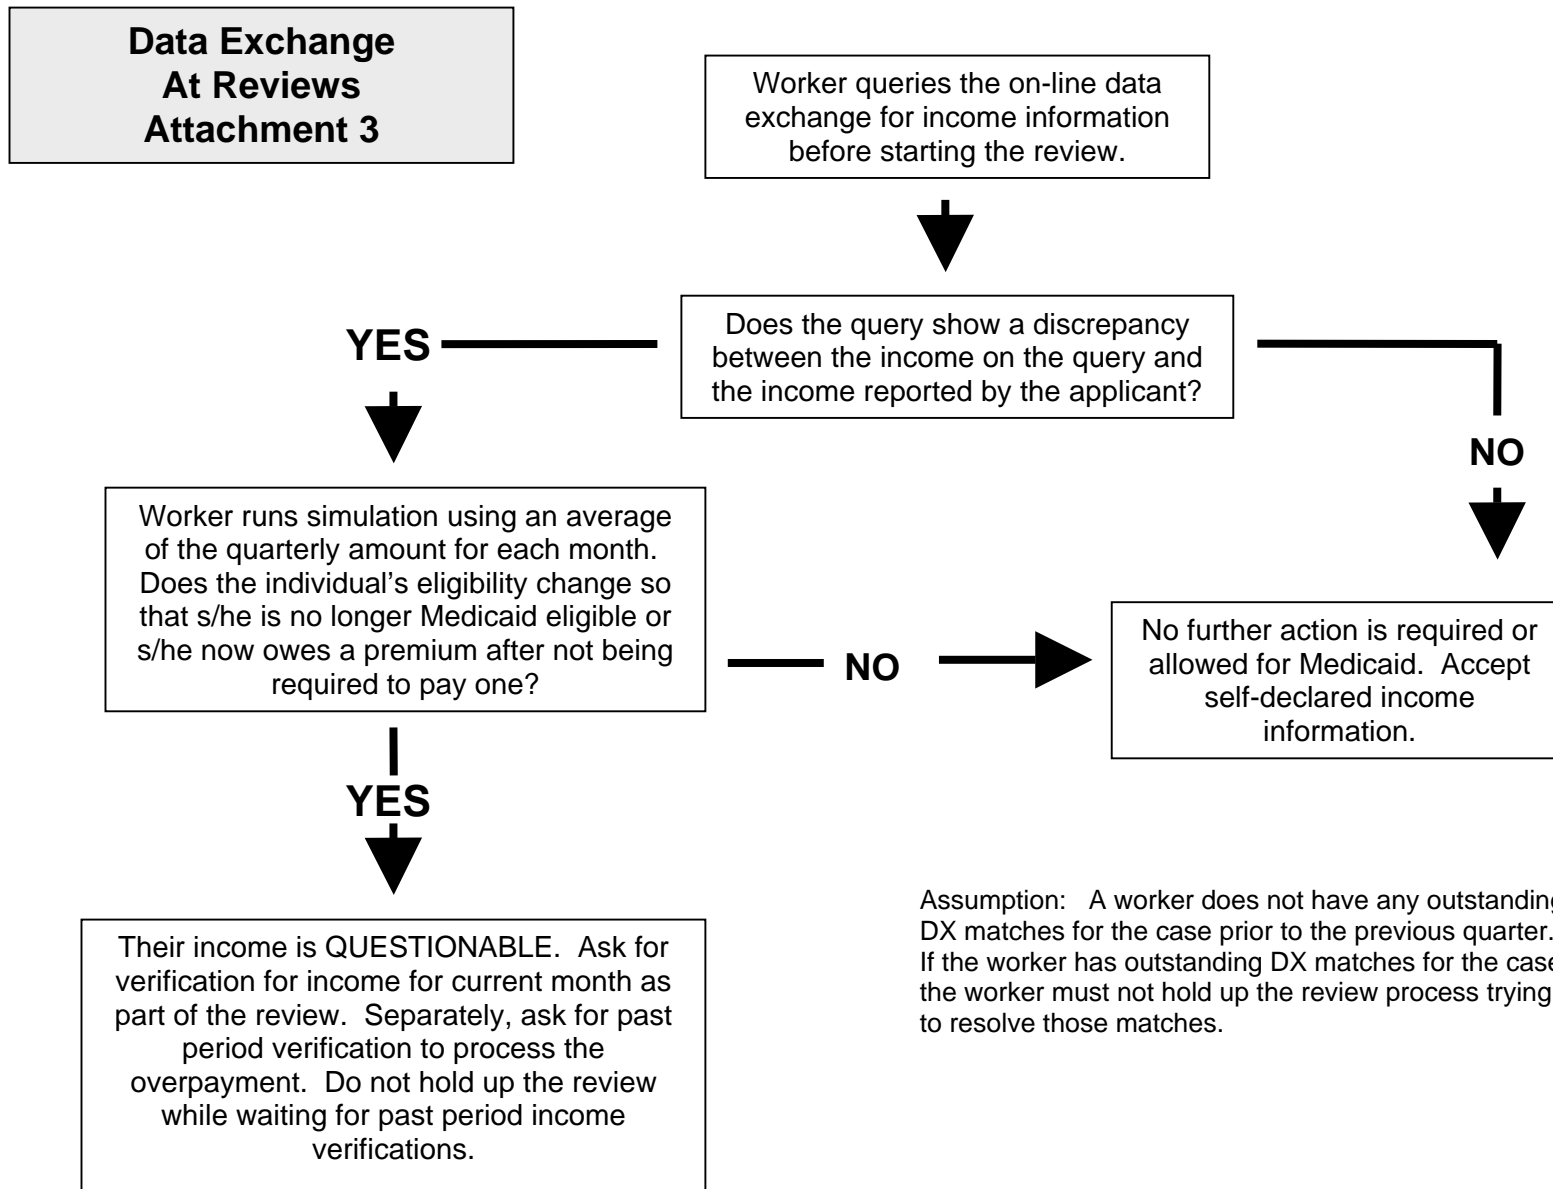 Data Exchange
At Reviews
Attachment 3
Worker queries the on-line data
exchange for income information
before starting the review.
Does the query show a discrepancy
between the income on the query and
the income reported by the applicant?
YES
NO
Worker runs simulation using an average
of the quarterly amount for each month.
Does the individual’s eligibility change so
that s/he is no longer Medicaid eligible or
s/he now owes a premium after not being
required to pay one?
NO
No further action is required or
allowed for Medicaid.  Accept
self-declared income
information.
YES
Their income is QUESTIONABLE.  Ask for
verification for income for current month as
part of the review.  Separately, ask for past
period verification to process the
overpayment.  Do not hold up the review
while waiting for past period income
verifications.
Assumption:   A worker does not have any outstanding
DX matches for the case prior to the previous quarter.
If the worker has outstanding DX matches for the case
the worker must not hold up the review process trying
to resolve those matches.